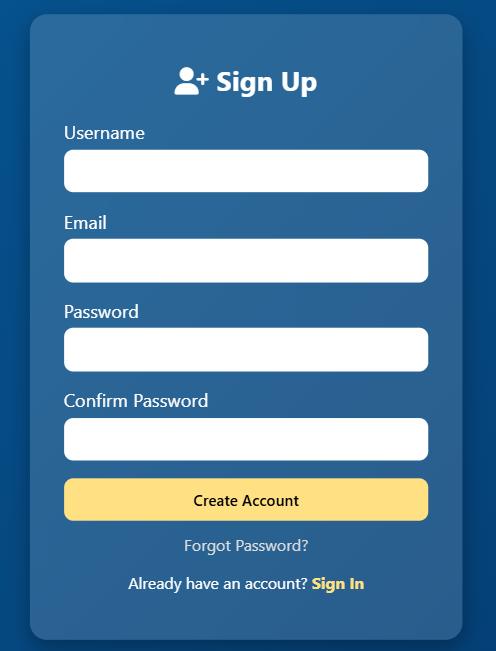 Sign Up
Username
Email
Password
Confirm Password
Create Account
Forgot Password?
Already have an account? Sign In